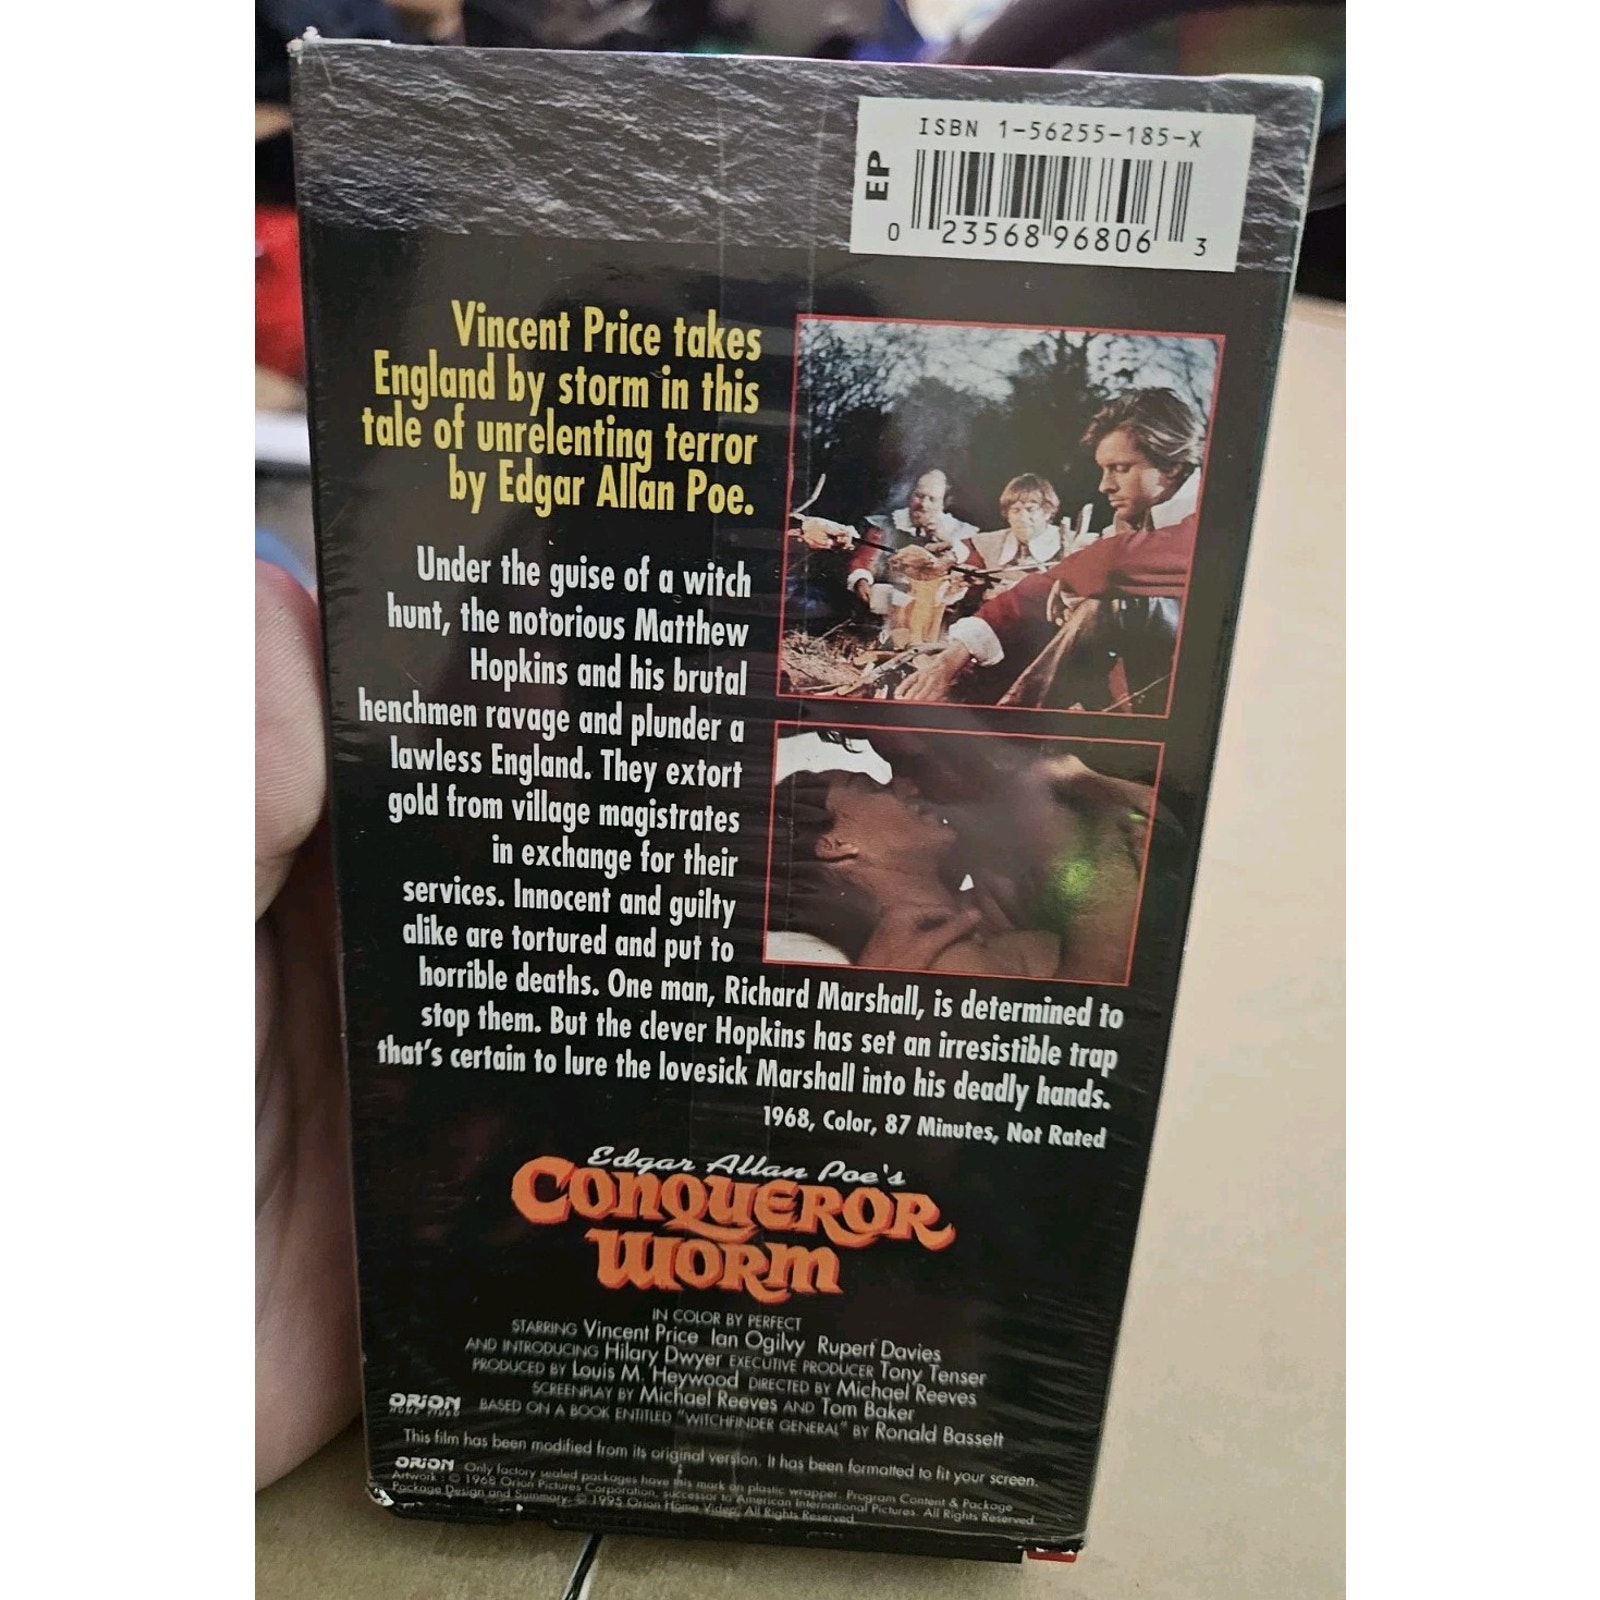 ISBN 1-56255-185-X
EP
0 23568 96806 3
Vincent Price takes
England by storm in this
tale of unrelenting terror
by Edgar Allan Poe.
Under the guise of a witch
hunt, the notorious Matthew
Hopkins and his brutal
henchmen ravage and plunder a
lawless England. They extort
gold from village magistrates
in exchange for their
services. Innocent and guilty
alike are tortured and put to
horrible deaths. One man, Richard Marshall, is determined to
stop them. But the clever Hopkins has set an irresistible trap
that's certain to lure the lovesick Marshall into his deadly hands.
1968, Color, 87 Minutes, Not Rated
Edgar Allan Poe's
CONQUEROR
WORM
IN COLOR BY PERFECT
STARRING Vincent Price Ian Ogilvy Rupert Davies
AND INTRODUCING Hilary Dwyer EXECUTIVE PRODUCER Tony Tenser
PRODUCED BY Louis M. Heywood DIRECTED BY Michael Reeves
SCREENPLAY BY Michael Reeves AND Tom Baker
BASED ON A BOOK ENTITLED "WITCHFINDER GENERAL" BY Ronald Bassett
ORION
HOME VIDEO
This film has been modified from its original version. It has been formatted to fit your screen.
ORION Only factory sealed packages have this mark on plastic wrapper. Program Content & Package
Artwork: © 1968 Orion Pictures Corporation, successor to American International Pictures. All Rights Reserved.
Package Design and Summary: © 1995 Orion Home Video. All Rights Reserved.